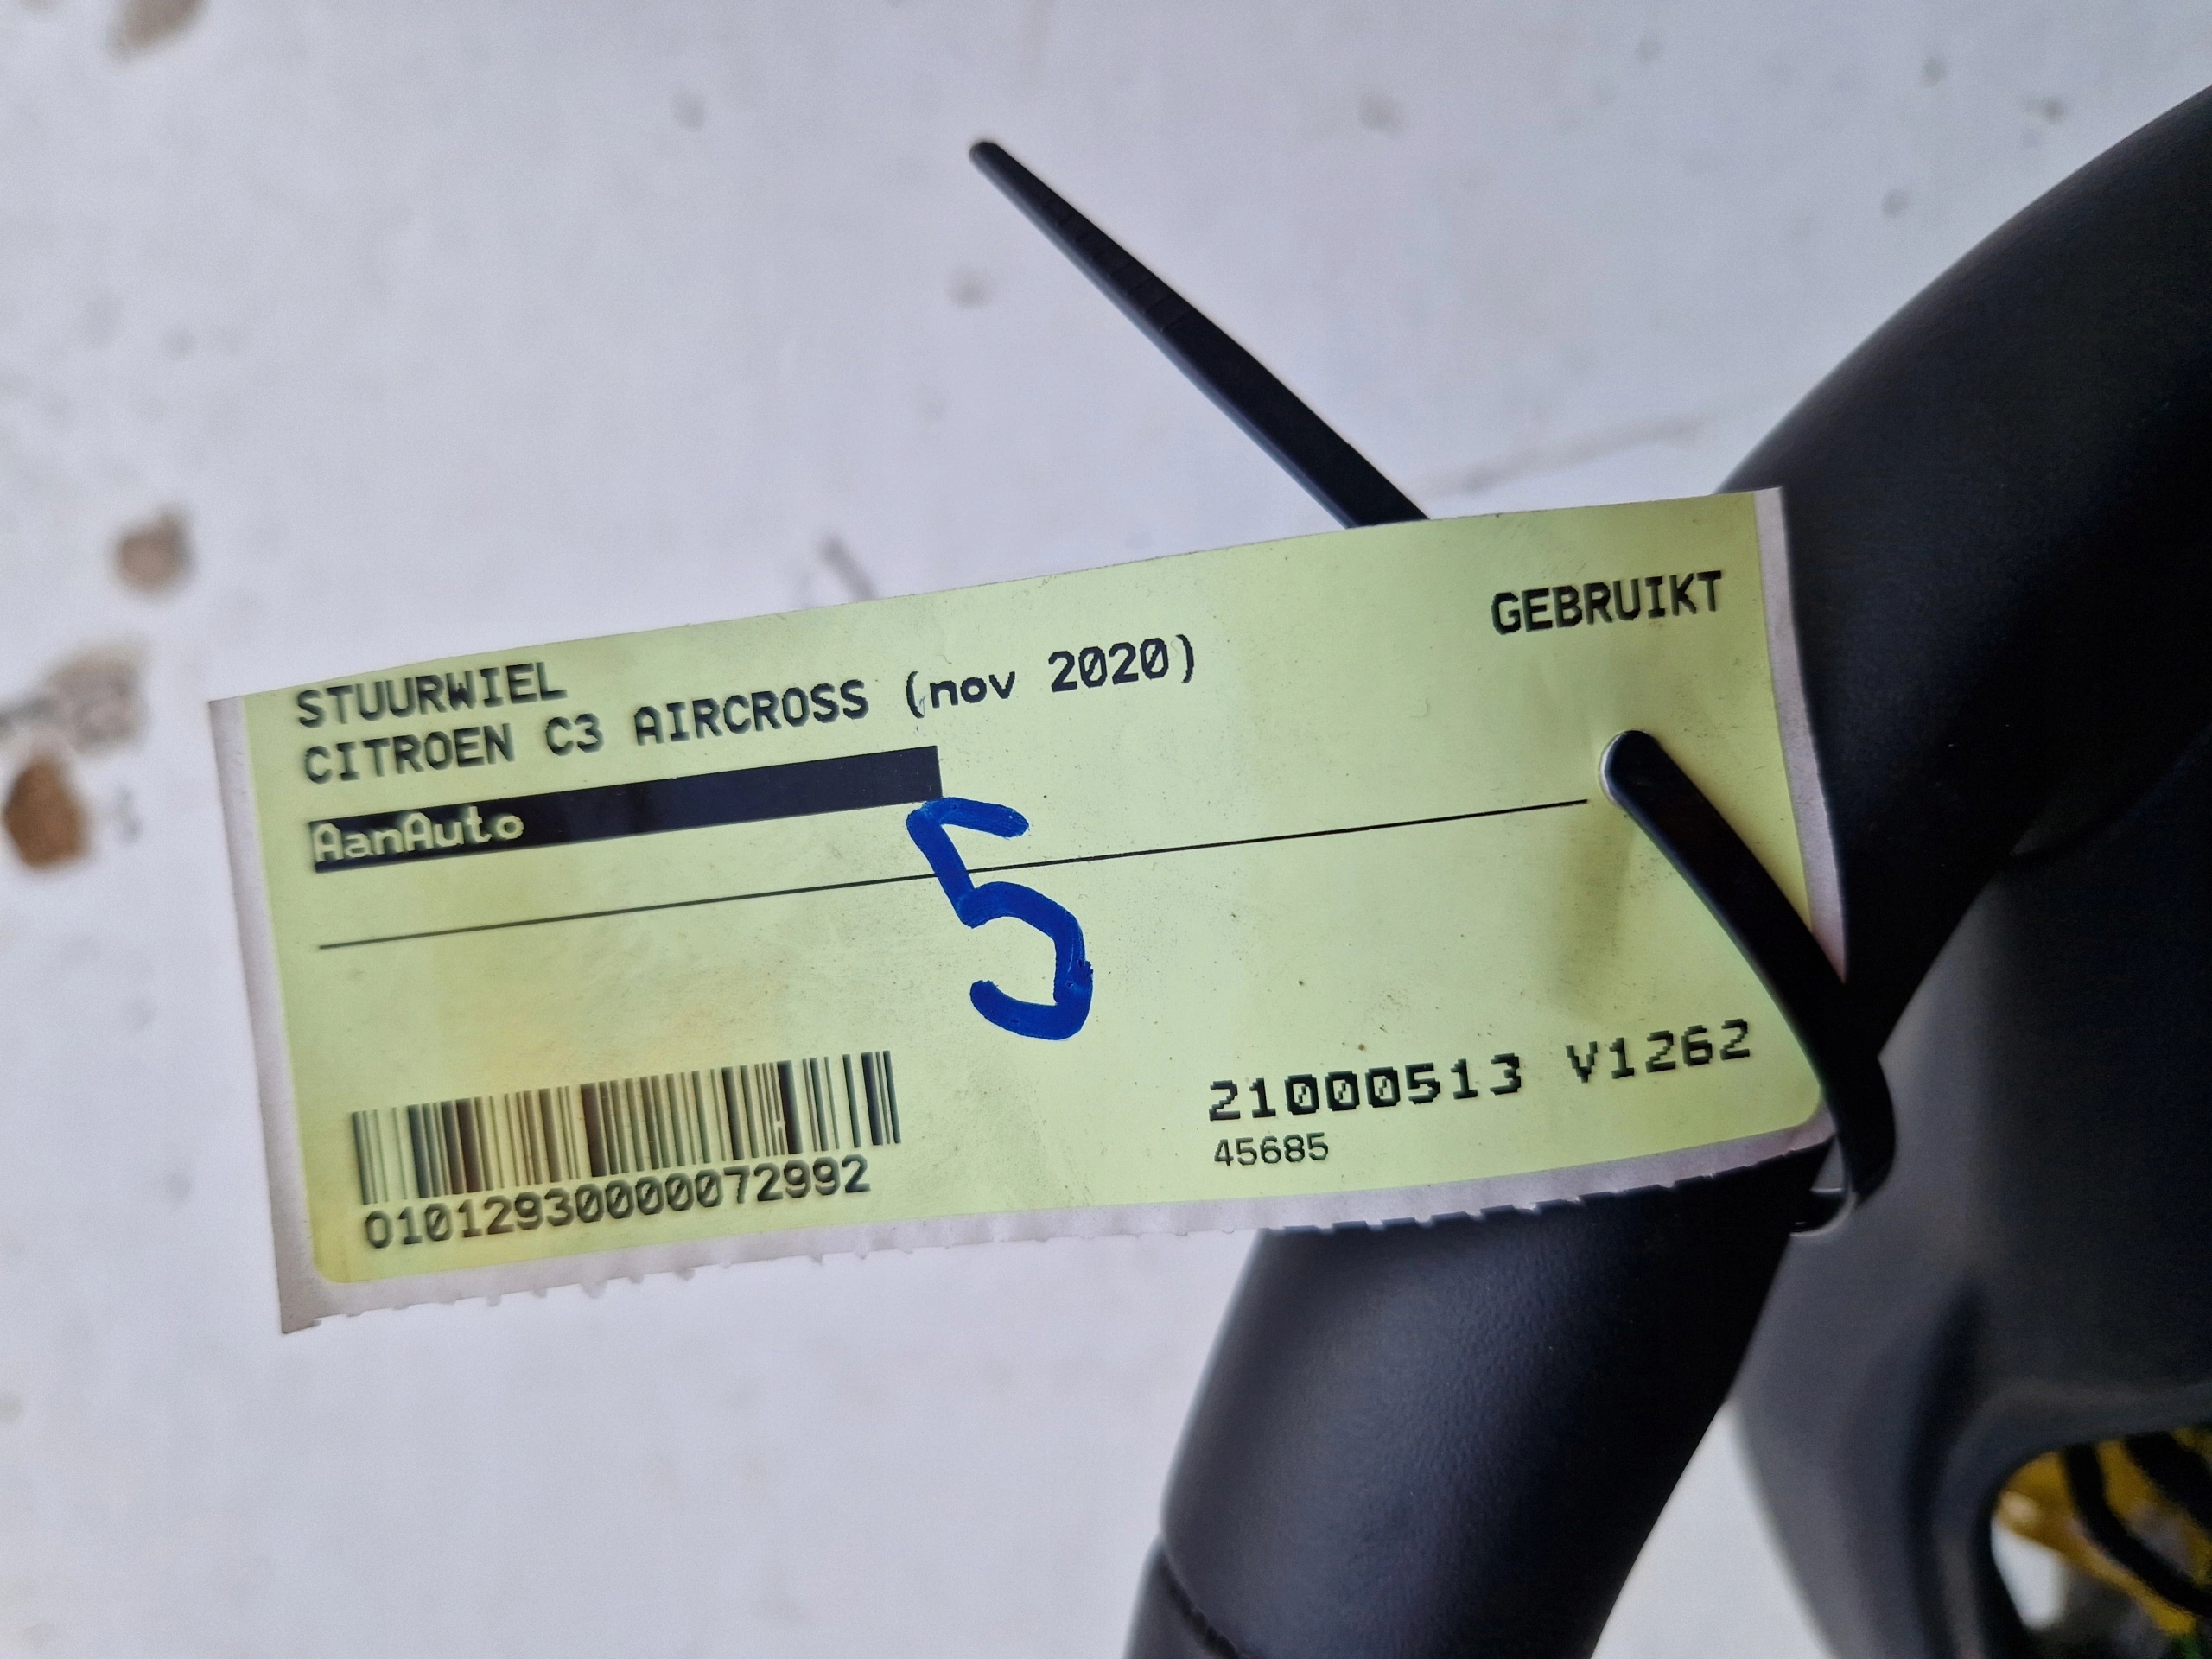 STUURWIEL
GEBRUIKT
CITROEN C3 AIRCROSS (nov 2020)
AanAuto
5
21000513 V1262
45685
01012930000072992